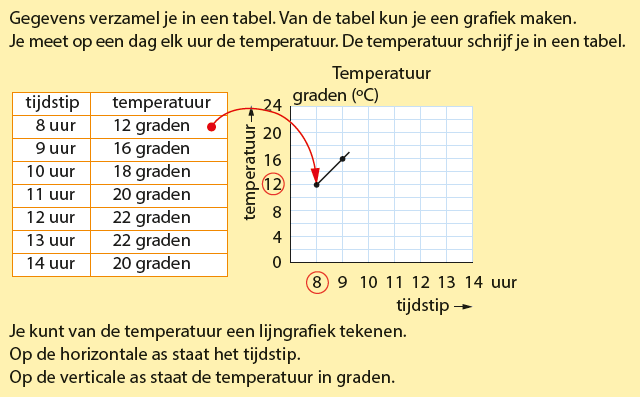 Gegevens verzamel je in een tabel. Van de tabel kun je een grafiek maken.
Je meet op een dag elk uur de temperatuur. De temperatuur schrijf je in een tabel.
tijdstip temperatuur
8 uur 12 graden
9 uur 16 graden
10 uur 18 graden
11 uur 20 graden
12 uur 22 graden
13 uur 22 graden
14 uur 20 graden
Temperatuur
graden (ºC)
temperatuur
24
20
16
12
8
4
0
8 9 10 11 12 13 14 uur
tijdstip
Je kunt van de temperatuur een lijngrafiek tekenen.
Op de horizontale as staat het tijdstip.
Op de verticale as staat de temperatuur in graden.